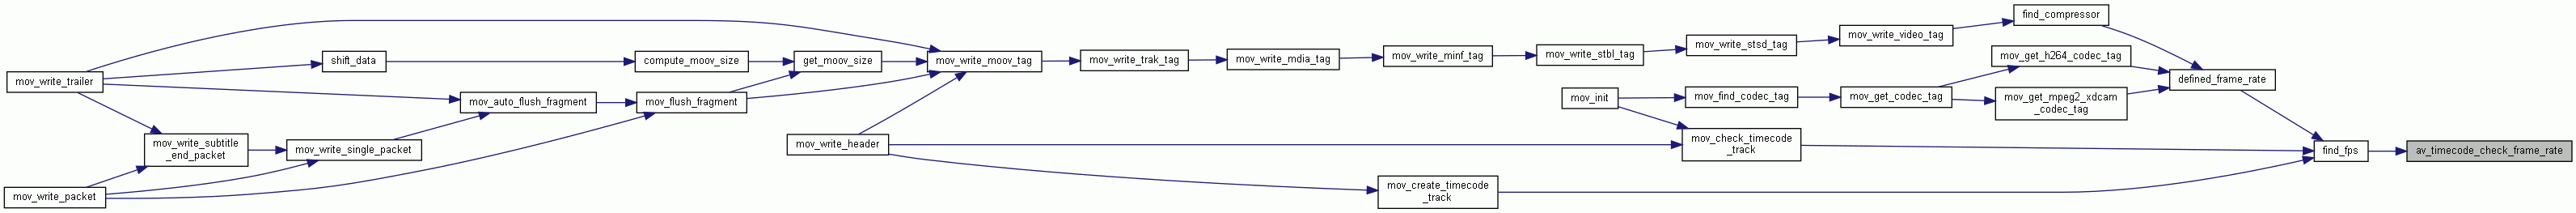 mov_write_trailer
mov_write_packet
mov_write_subtitle
_end_packet
shift_data
mov_write_single_packet
mov_auto_flush_fragment
compute_moov_size
mov_flush_fragment
get_moov_size
mov_write_header
mov_write_moov_tag
mov_write_trak_tag
mov_write_mdia_tag
mov_write_minf_tag
mov_create_timecode
_track
mov_write_stbl_tag
mov_init
mov_write_stsd_tag
mov_find_codec_tag
mov_check_timecode
_track
mov_write_video_tag
mov_get_codec_tag
find_compressor
mov_get_h264_codec_tag
mov_get_mpeg2_xdcam
_codec_tag
defined_frame_rate
find_fps
av_timecode_check_frame_rate